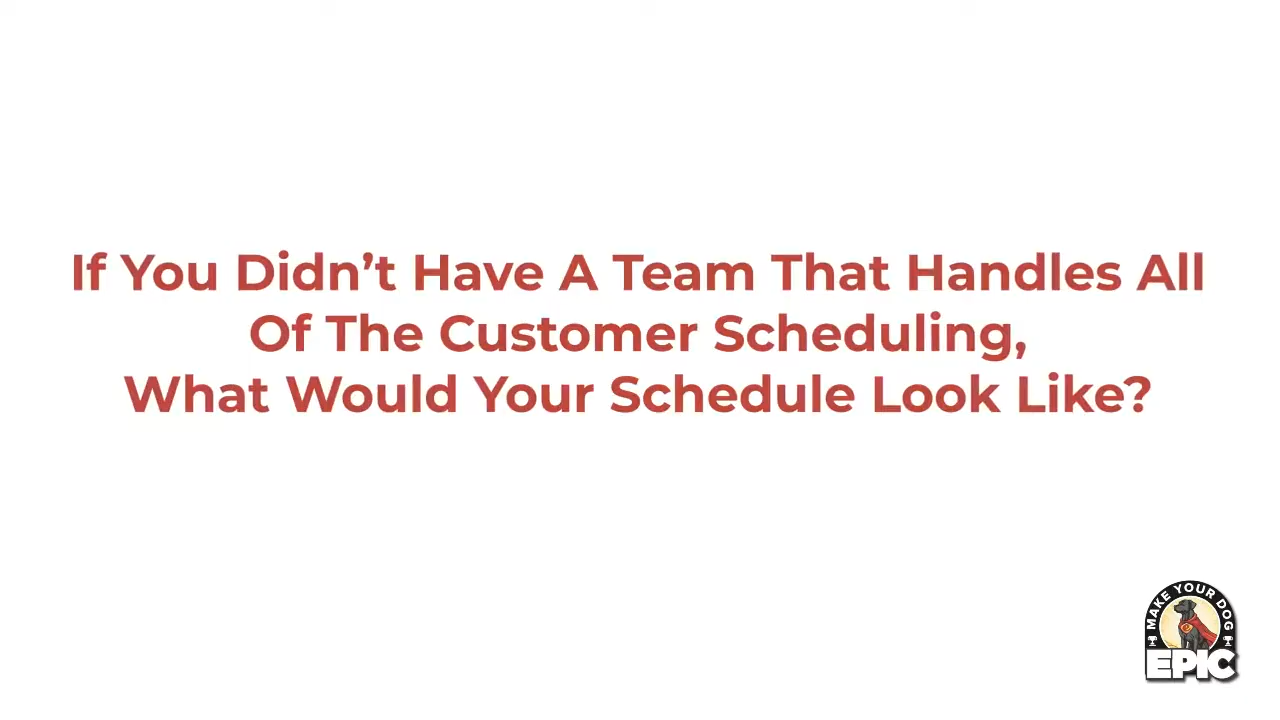 If You Didn’t Have A Team That Handles All
Of The Customer Scheduling,
What Would Your Schedule Look Like?
MAKE YOUR DOG
EPIC